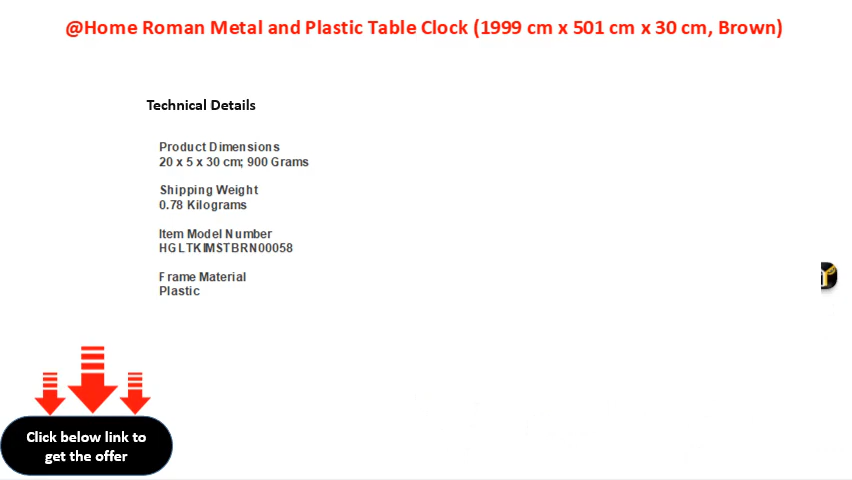 @Home Roman Metal and Plastic Table Clock (1999 cm x 501 cm x 30 cm, Brown)
Technical Details
Product Dimensions
20 x 5 x 30 cm; 900 Grams
Shipping Weight
0.78 Kilograms
Item Model Number
HGLTKIMSTBRN00058
Frame Material
Plastic
Click below link to
get the offer